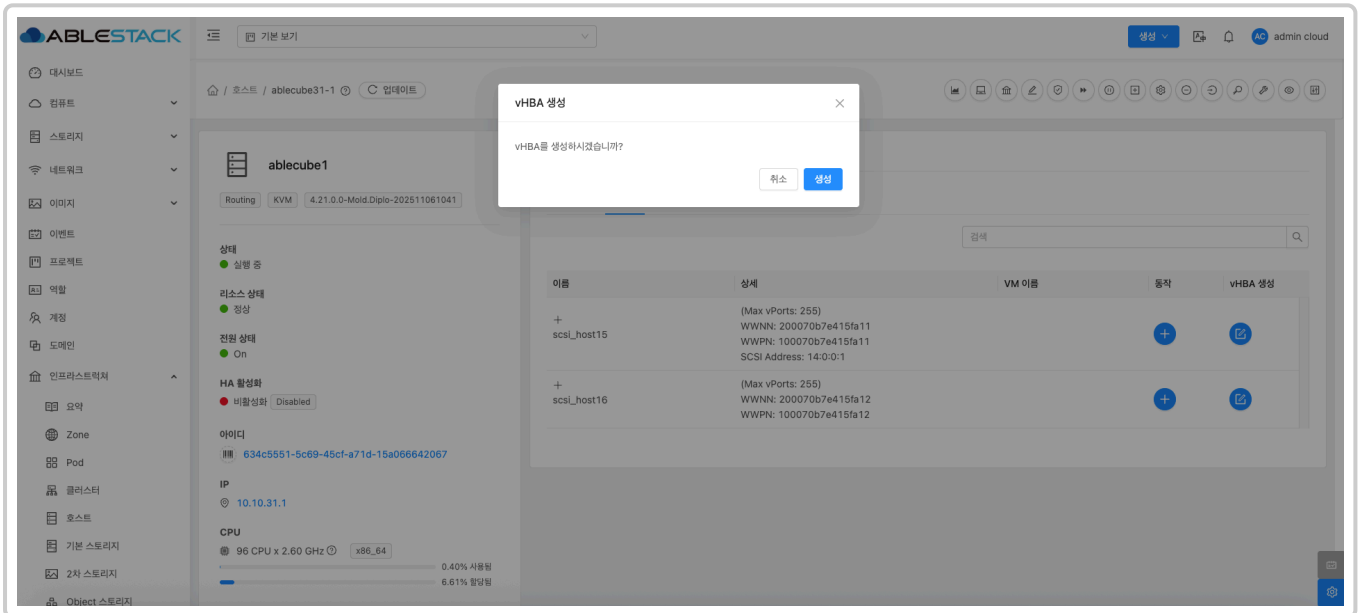 ABLESTACK
기본 보기
생성
AC admin cloud
대시보드
컴퓨트
스토리지
네트워크
이미지
이벤트
프로젝트
역할
계정
도메인
인프라스트럭쳐
요약
Zone
Pod
클러스터
호스트
기본 스토리지
2차 스토리지
Object 스토리지
/ 호스트 / ablecube31-1 업데이트
ablecube1
Routing KVM 4.21.0.0-Mold.Diplo-202511061041
상태
실행 중
리소스 상태
정상
전원 상태
On
HA 활성화
비활성화 Disabled
아이디
634c5551-5c69-45cf-a71d-15a066642067
IP
10.10.31.1
CPU
96 CPU x 2.60 GHz x86_64
0.40% 사용됨
6.61% 할당됨
vHBA 생성
vHBA를 생성하시겠습니까?
취소 생성
검색
이름 상세 VM 이름 동작 vHBA 생성
scsi_host15
(Max vPorts: 255)
WWNN: 200070b7e415fa11
WWPN: 100070b7e415fa11
SCSI Address: 14:0:0:1
scsi_host16
(Max vPorts: 255)
WWNN: 200070b7e415fa12
WWPN: 100070b7e415fa12